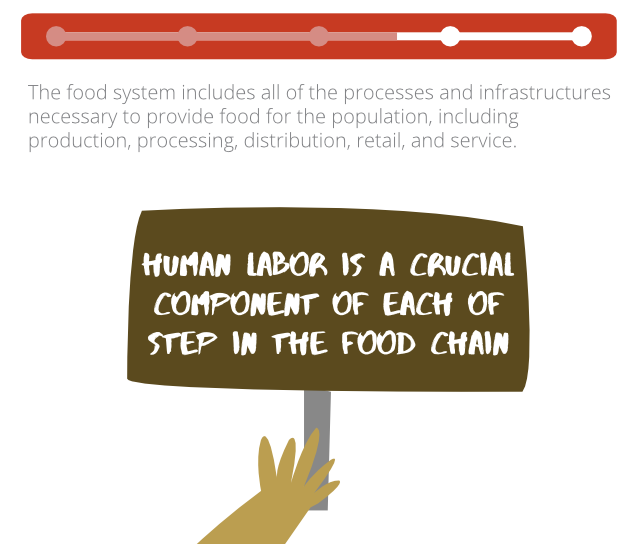 The food system includes all of the processes and infrastructures
necessary to provide food for the population, including
production, processing, distribution, retail, and service.
HUMAN LABOR IS A CRUCIAL
COMPONENT OF EACH OF
STEP IN THE FOOD CHAIN